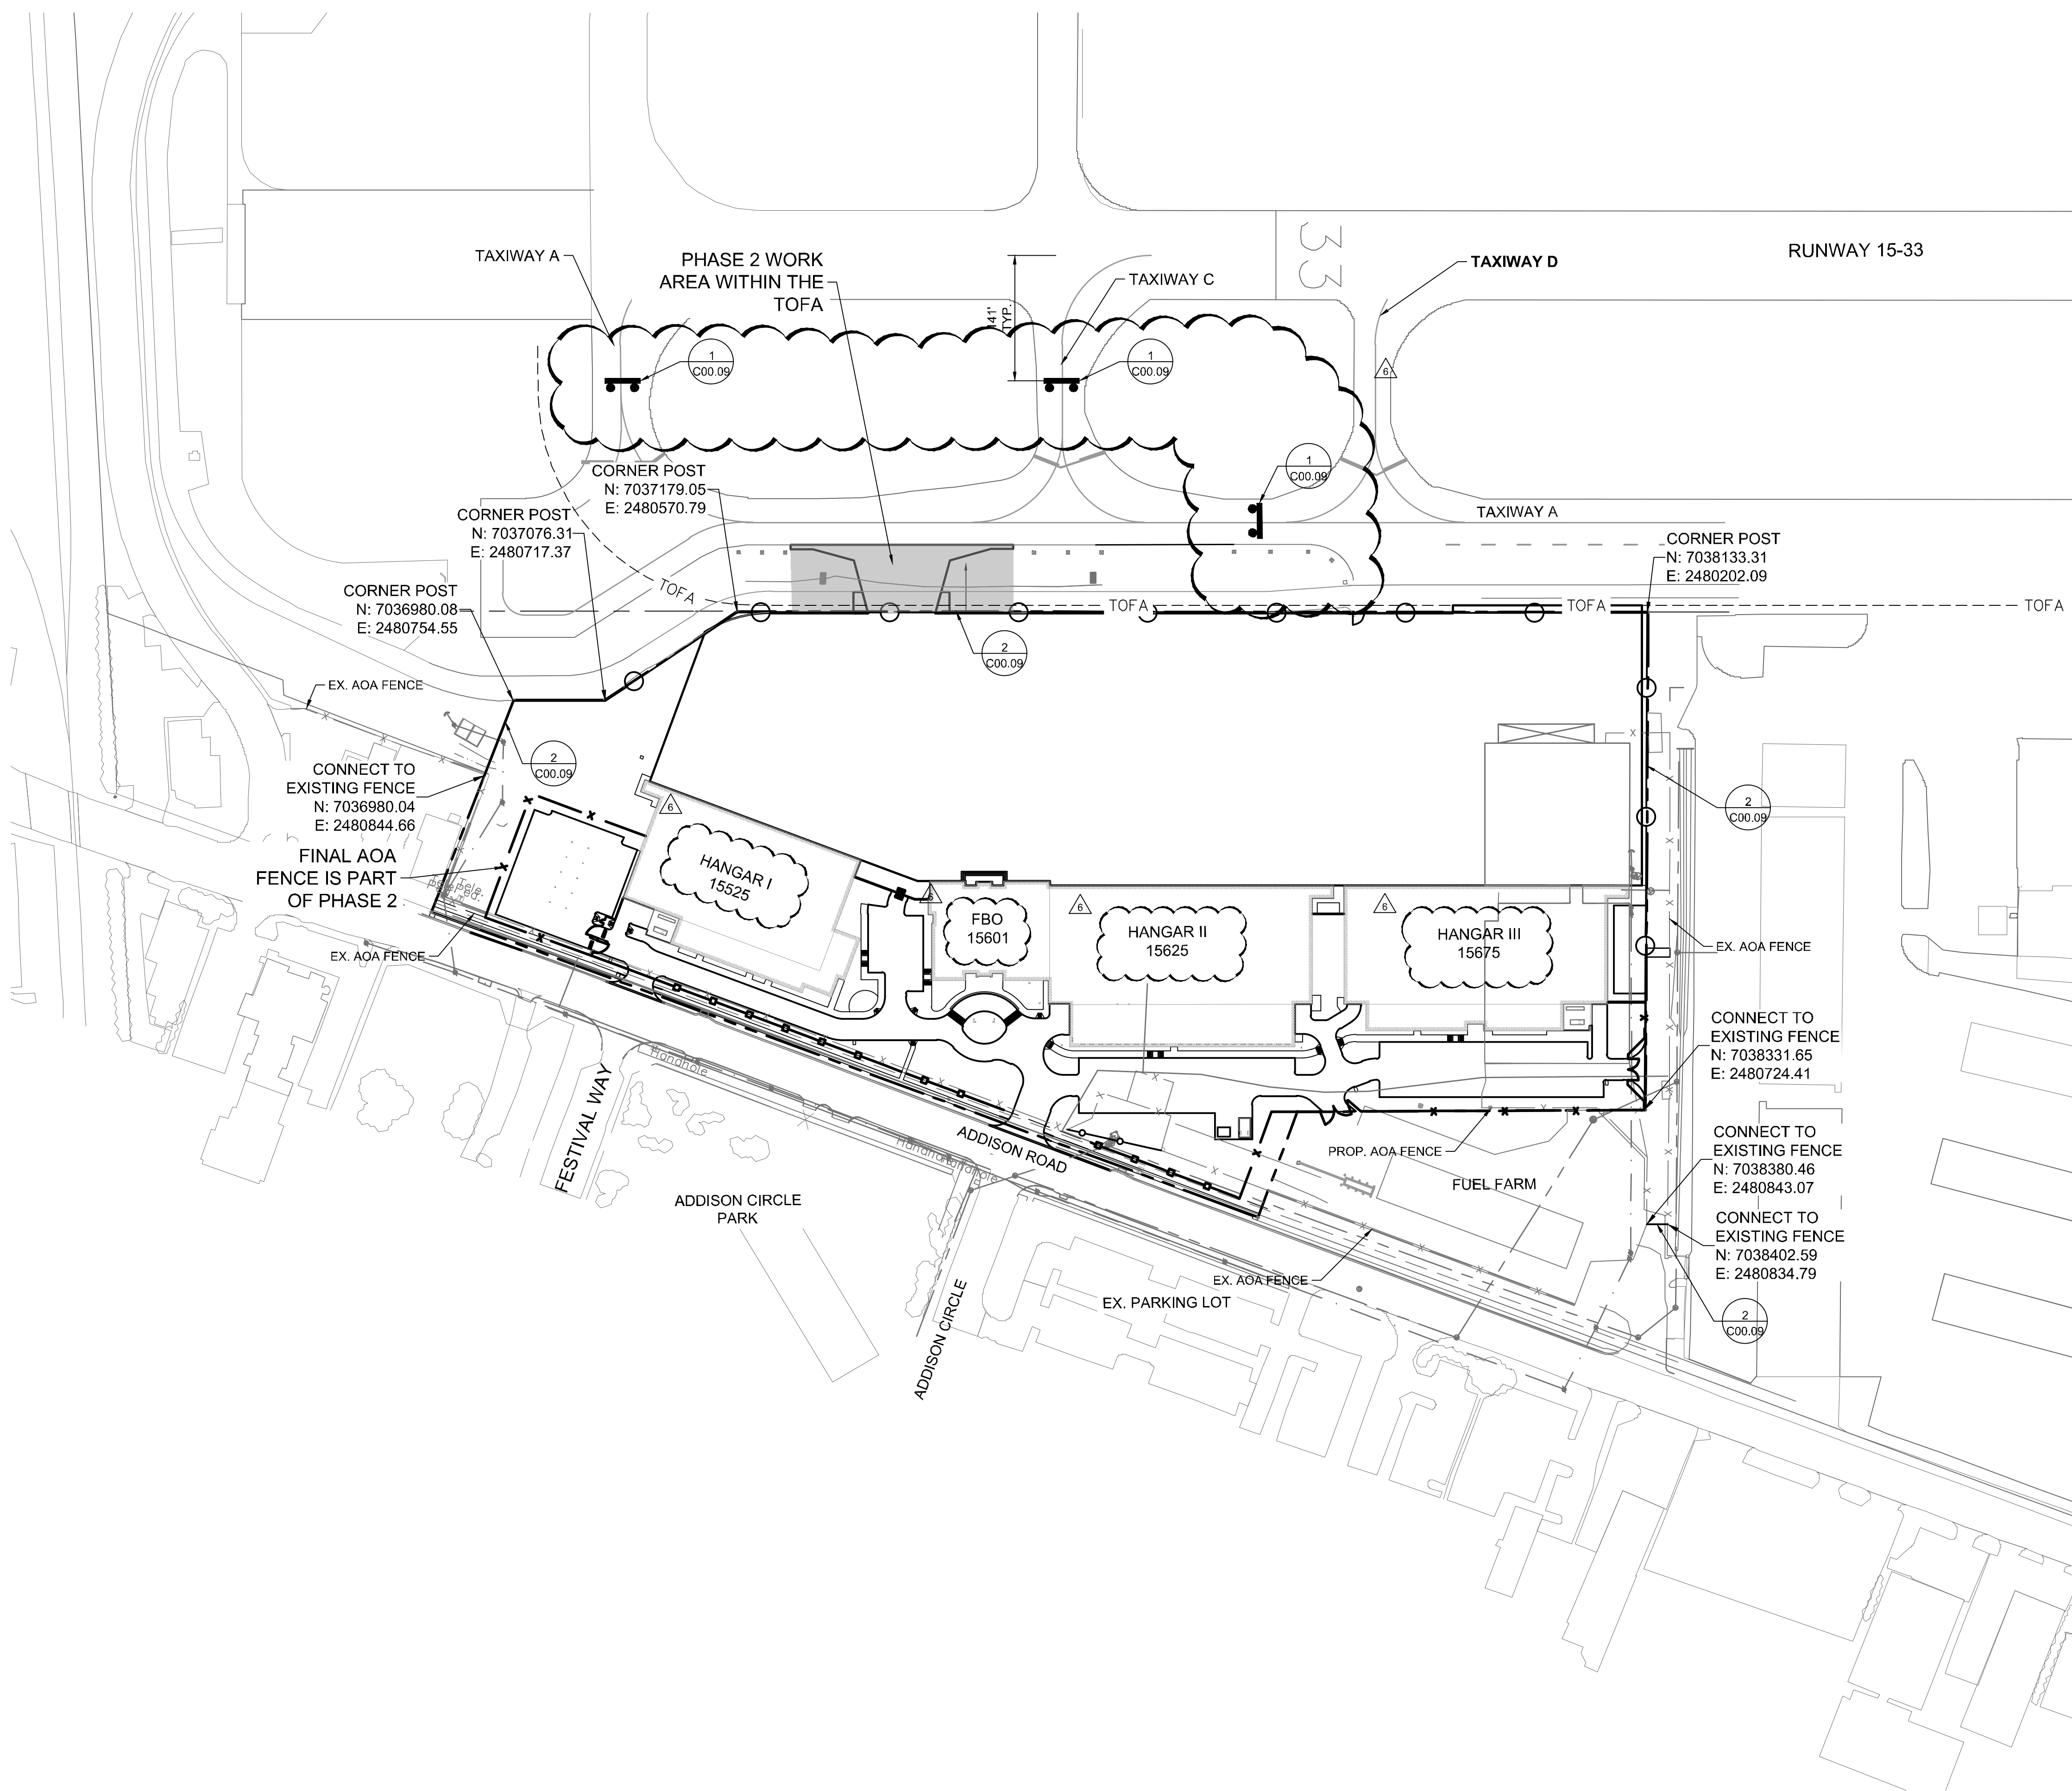 33
RUNWAY 15-33
TAXIWAY A
PHASE 2 WORK
AREA WITHIN THE
TOFA
141'
TYP.
TAXIWAY C
TAXIWAY D
6
1
C00.09
1
C00.09
1
C00.09
CORNER POST
N: 7037179.05
E: 2480570.79
CORNER POST
N: 7037076.31
E: 2480717.37
CORNER POST
N: 7036980.08
E: 2480754.55
TAXIWAY A
CORNER POST
N: 7038133.31
E: 2480202.09
TOFA
TOFA
TOFA
TOFA
2
C00.09
EX. AOA FENCE
2
C00.09
CONNECT TO
EXISTING FENCE
N: 7036980.04
E: 2480844.66
FINAL AOA
FENCE IS PART
OF PHASE 2
EX. AOA FENCE
6
HANGAR I
15525
6
FBO
15601
6
HANGAR II
15625
6
HANGAR III
15675
2
C00.09
EX. AOA FENCE
CONNECT TO
EXISTING FENCE
N: 7038331.65
E: 2480724.41
CONNECT TO
EXISTING FENCE
N: 7038380.46
E: 2480843.07
CONNECT TO
EXISTING FENCE
N: 7038402.59
E: 2480834.79
2
C00.09
PROP. AOA FENCE
FUEL FARM
Handhole
FESTIVAL WAY
ADDISON ROAD
ADDISON CIRCLE
PARK
ADDISON CIRCLE
EX. AOA FENCE
EX. PARKING LOT